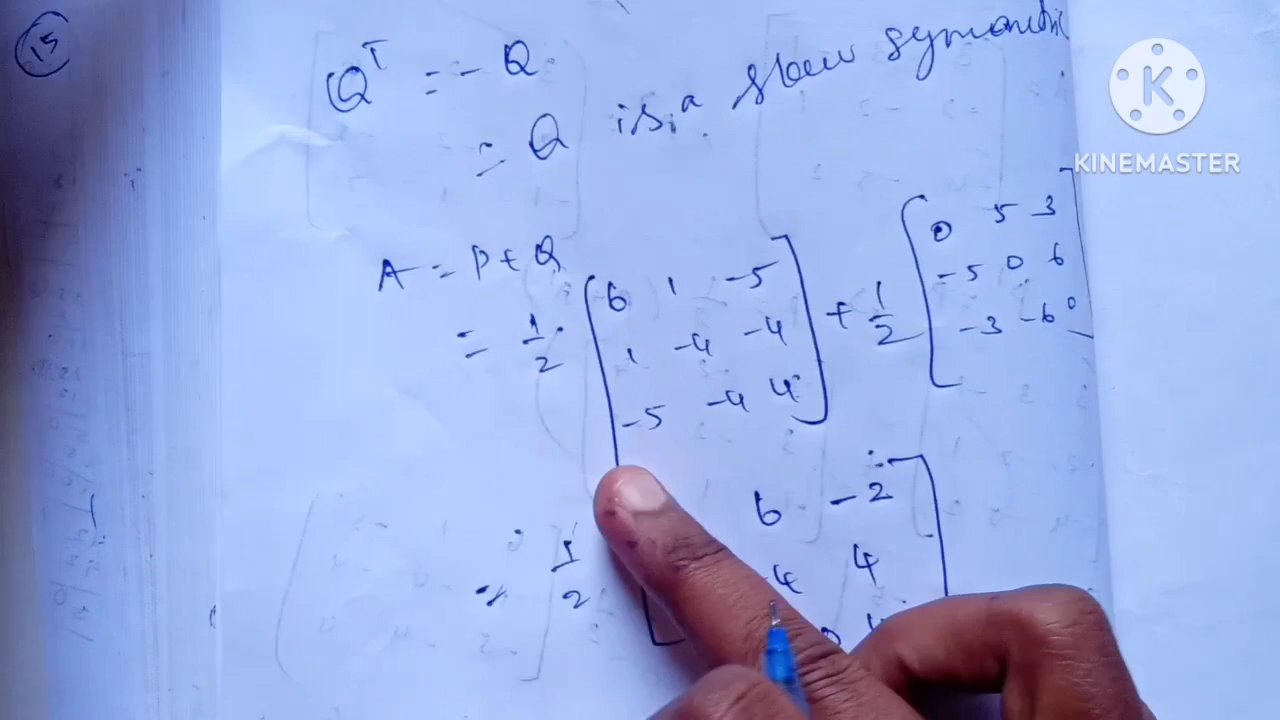 15
Qᵀ = - Q
= Q is a skew symmetric
K
KINEMASTER
A = P + Q
= 1/2 [6 1 -5; 1 -4 -4; -5 -4 4] + 1/2 [0 5 3; -5 0 6; -3 -6 0]
= 1/2 [6 -2; -4 4]